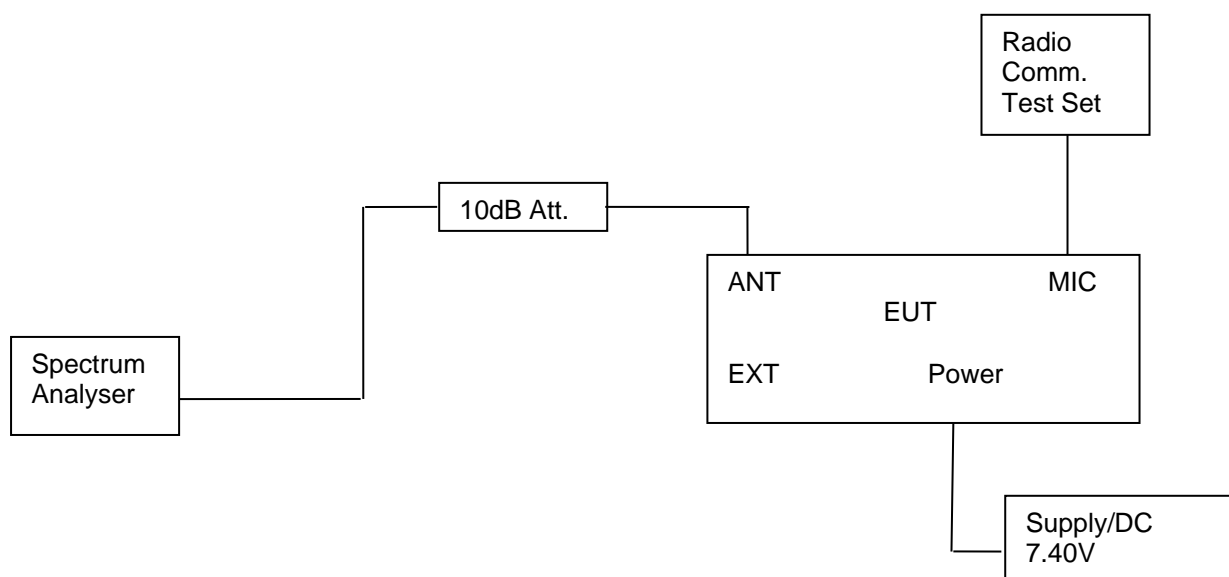 Radio
Comm.
Test Set
10dB Att.
ANT
MIC
EUT
Spectrum
Analyser
EXT
Power
Supply/DC
7.40V